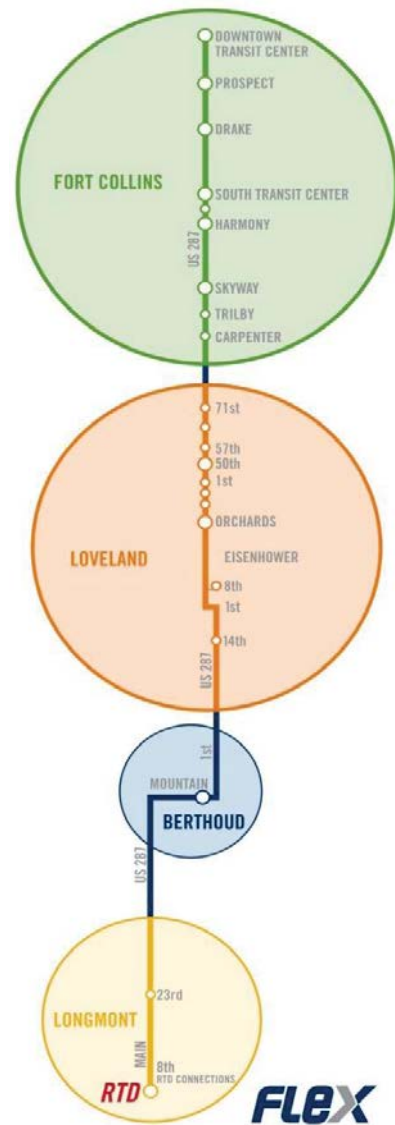 DOWNTOWN
TRANSIT CENTER
PROSPECT
DRAKE
FORT COLLINS
SOUTH TRANSIT CENTER
HARMONY
US 287
SKYWAY
TRILBY
CARPENTER
71st
57th
50th
1st
ORCHARDS
LOVELAND
EISENHOWER
8th
1st
14th
US 287
1st
MOUNTAIN
BERTHOUD
US 287
23rd
LONGMONT
MAIN
8th
RTD CONNECTIONS
RTD
FLEX